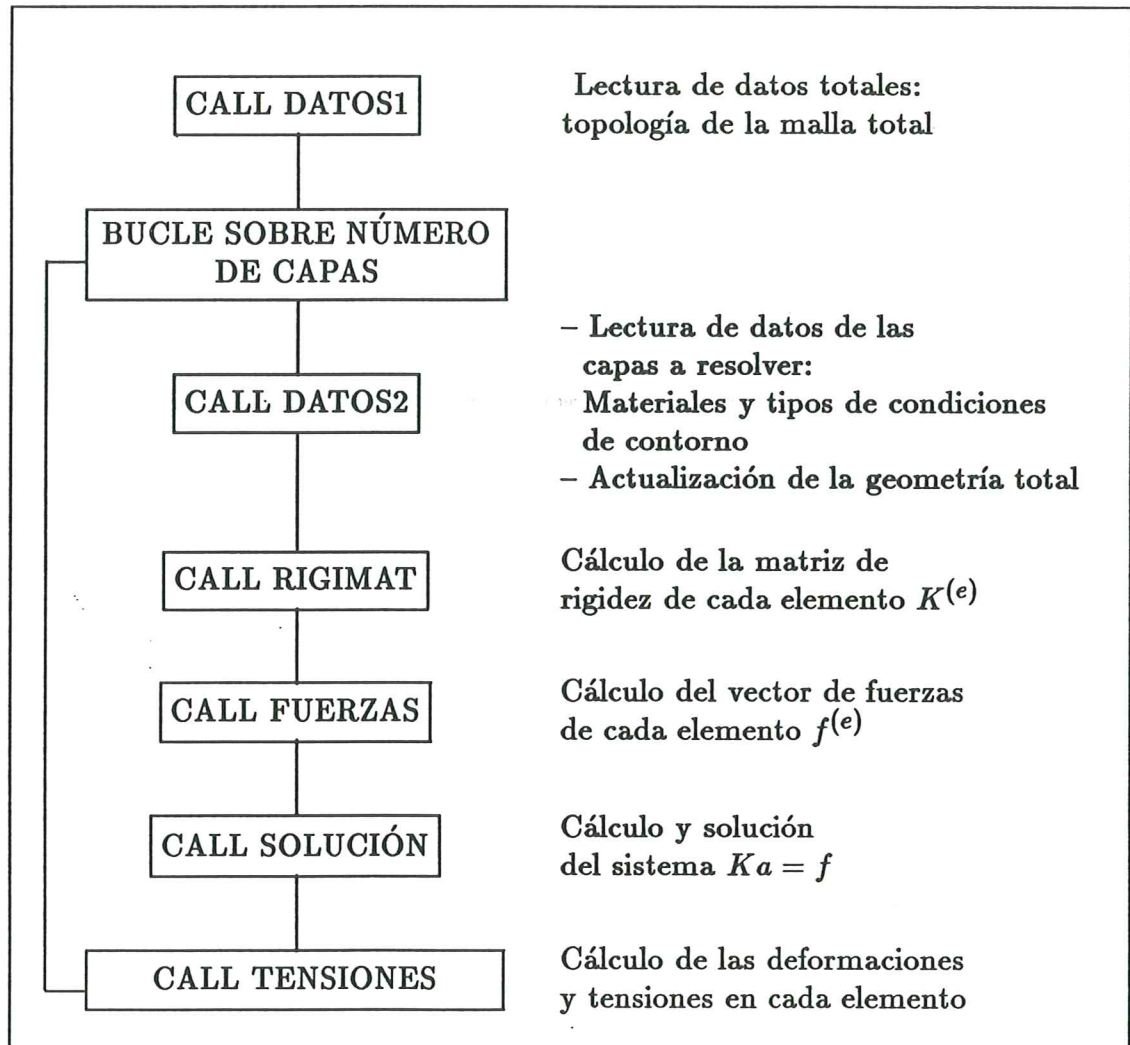 CALL DATOS1
Lectura de datos totales:
topología de la malla total
BUCLE SOBRE NÚMERO
DE CAPAS
CALL DATOS2
– Lectura de datos de las
capas a resolver:
Materiales y tipos de condiciones
de contorno
– Actualización de la geometría total
CALL RIGIMAT
Cálculo de la matriz de
rigidez de cada elemento K^(e)
CALL FUERZAS
Cálculo del vector de fuerzas
de cada elemento f^(e)
CALL SOLUCIÓN
Cálculo y solución
del sistema Ka = f
CALL TENSIONES
Cálculo de las deformaciones
y tensiones en cada elemento